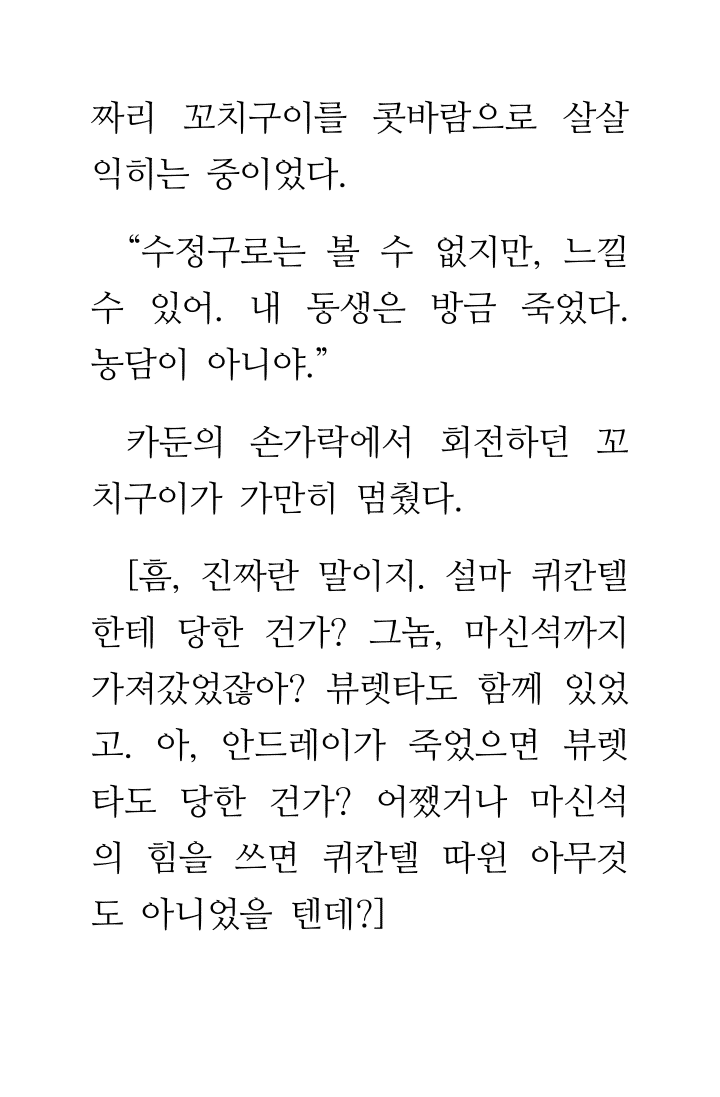 짜리 꼬치구이를 콧바람으로 살살
익히는 중이었다.
“수정구로는 볼 수 없지만, 느낄
수 있어. 내 동생은 방금 죽었다.
농담이 아니야.”
카둔의 손가락에서 회전하던 꼬
치구이가 가만히 멈췄다.
[흠, 진짜란 말이지. 설마 퀴칸텔
한테 당한 건가? 그놈, 마신석까지
가져갔었잖아? 뷰렛타도 함께 있었
고. 아, 안드레이가 죽었으면 뷰렛
타도 당한 건가? 어쨌거나 마신석
의 힘을 쓰면 퀴칸텔 따윈 아무것
도 아니었을 텐데?]